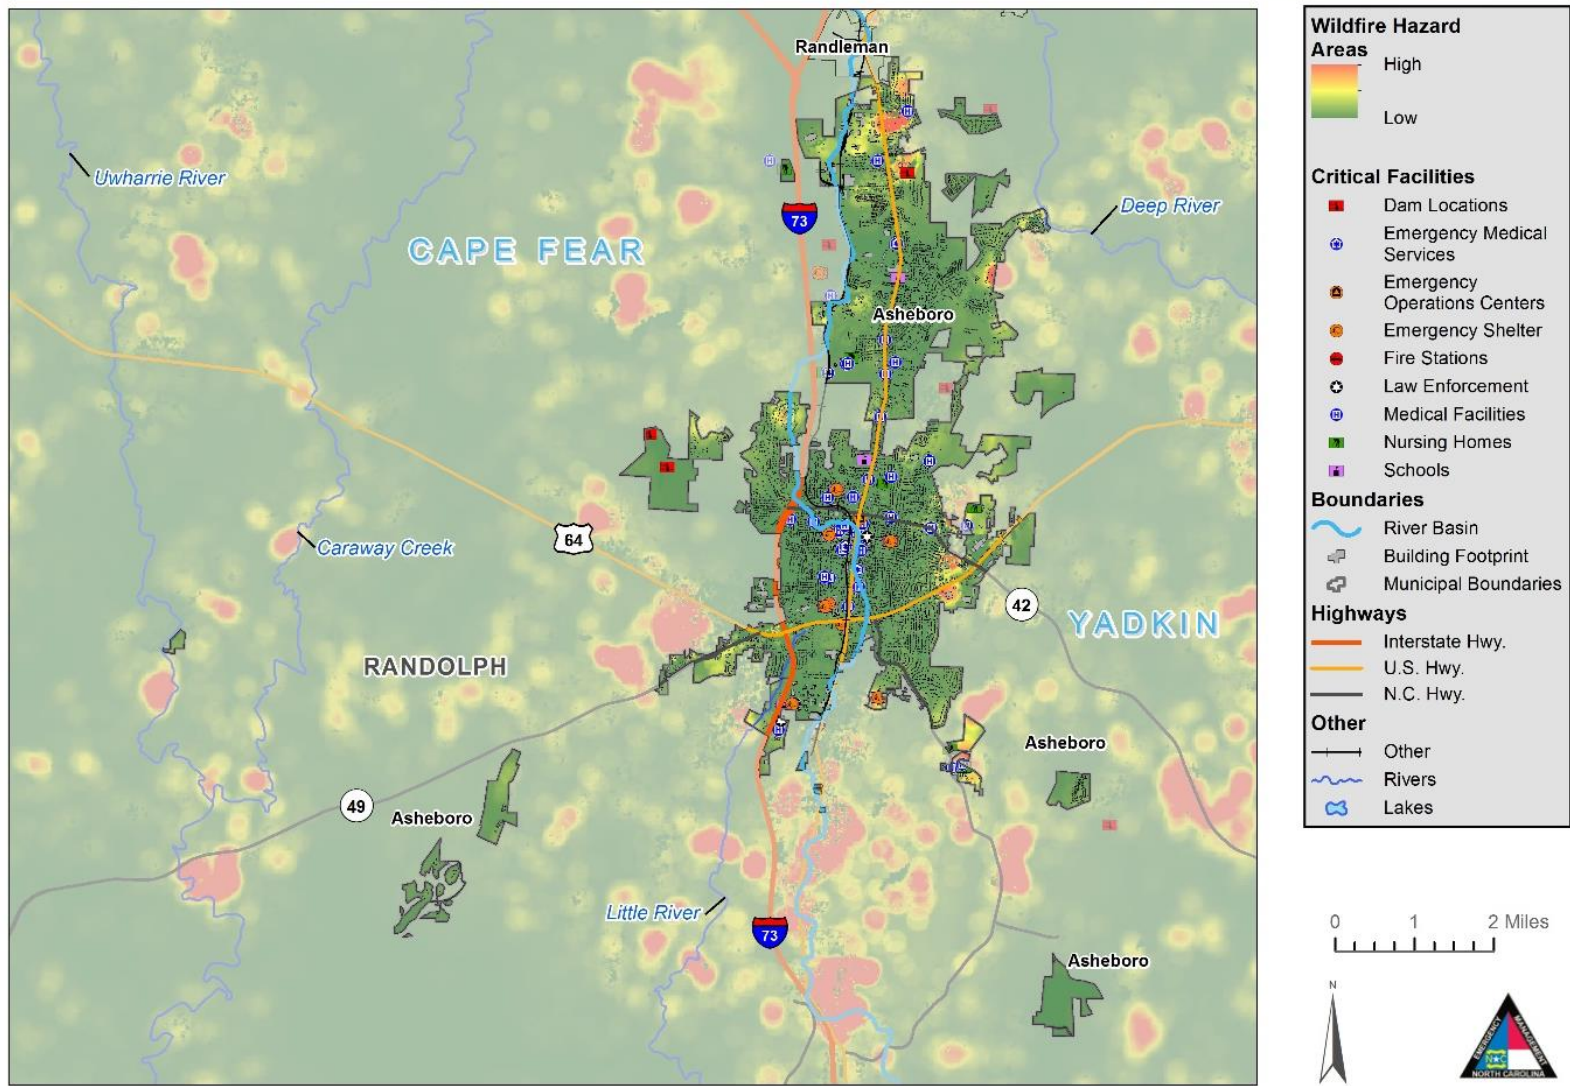 Randleman
Uwharrie River
Deep River
73
CAPE FEAR
Asheboro
64
Caraway Creek
42
YADKIN
RANDOLPH
Asheboro
49
Asheboro
Little River
73
Asheboro
Wildfire Hazard
Areas
High
Low
Critical Facilities
Dam Locations
Emergency Medical
Services
Emergency
Operations Centers
Emergency Shelter
Fire Stations
Law Enforcement
Medical Facilities
Nursing Homes
Schools
Boundaries
River Basin
Building Footprint
Municipal Boundaries
Highways
Interstate Hwy.
U.S. Hwy.
N.C. Hwy.
Other
Other
Rivers
Lakes
0 1 2 Miles
N
EMERGENCY
MANAGEMENT
NC
NORTH CAROLINA